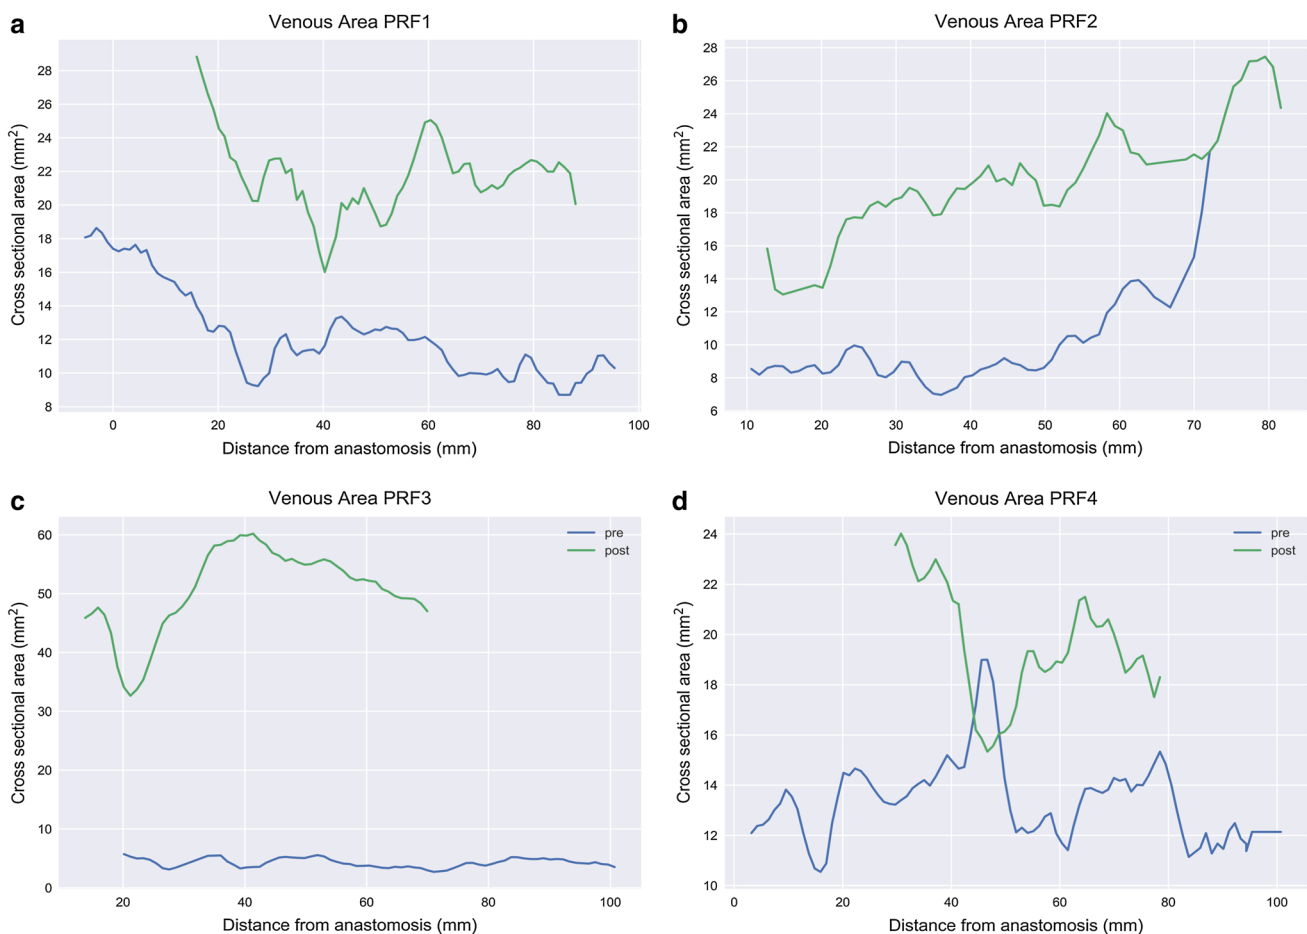 a
Venous Area PRF1
Cross sectional area (mm²)
28
26
24
22
20
18
16
14
12
10
8
0 20 40 60 80 100
Distance from anastomosis (mm)
b
Venous Area PRF2
Cross sectional area (mm²)
28
26
24
22
20
18
16
14
12
10
8
6
10 20 30 40 50 60 70 80
Distance from anastomosis (mm)
c
Venous Area PRF3
Cross sectional area (mm²)
pre
post
60
50
40
30
20
10
0
20 40 60 80 100
Distance from anastomosis (mm)
d
Venous Area PRF4
Cross sectional area (mm²)
pre
post
24
22
20
18
16
14
12
10
0 20 40 60 80 100
Distance from anastomosis (mm)